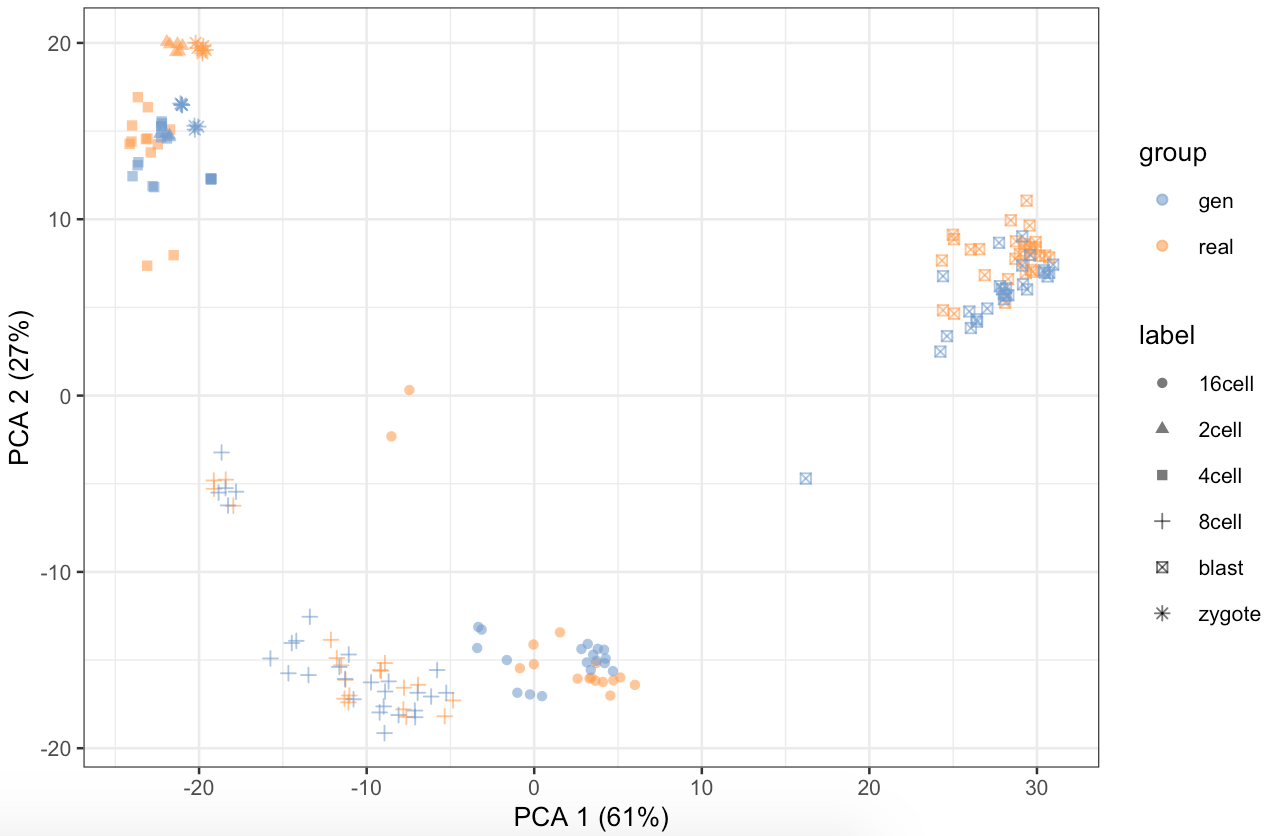 20
10
0
-10
-20
PCA 2 (27%)
-20
-10
0
10
20
30
PCA 1 (61%)
group
gen
real
label
16cell
2cell
4cell
8cell
blast
zygote